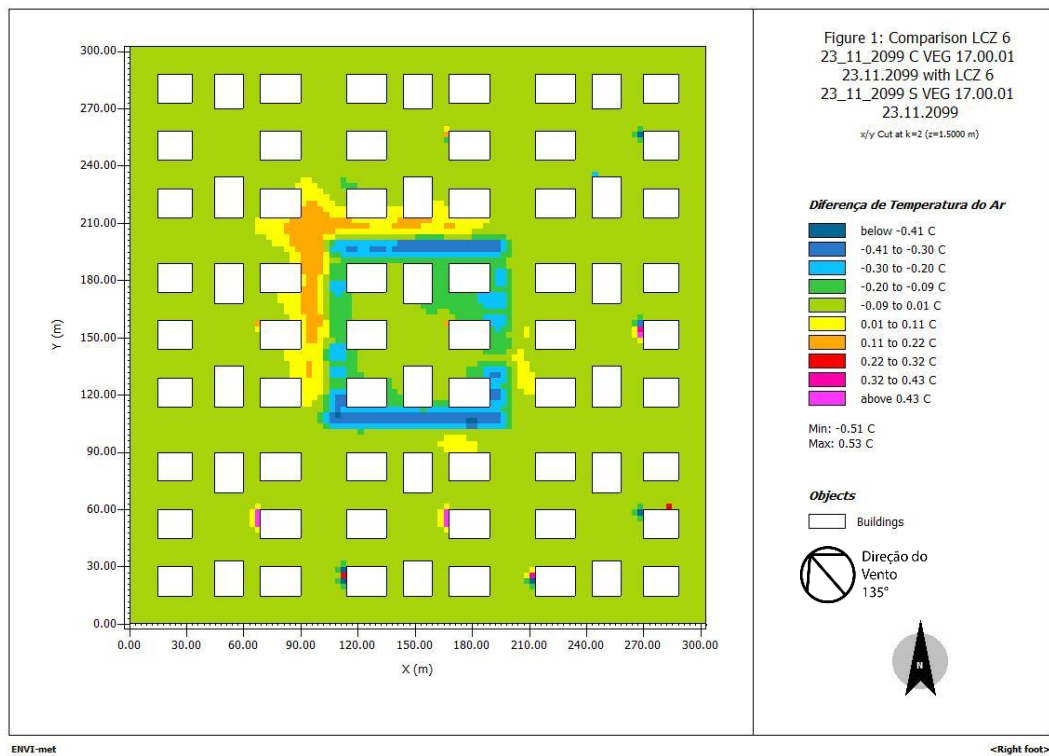 Figure 1: Comparison LCZ 6
23_11_2099 C VEG 17.00.01
23.11.2099 with LCZ 6
23_11_2099 S VEG 17.00.01
23.11.2099
x/y Cut at k=2 (z=1.5000 m)
Diferença de Temperatura do Ar
below -0.41 C
-0.41 to -0.30 C
-0.30 to -0.20 C
-0.20 to -0.09 C
-0.09 to 0.01 C
0.01 to 0.11 C
0.11 to 0.22 C
0.22 to 0.32 C
0.32 to 0.43 C
above 0.43 C
Min: -0.51 C
Max: 0.53 C
Objects
Buildings
Direção do
Vento
135°
N
300.00
270.00
240.00
210.00
180.00
150.00
120.00
90.00
60.00
30.00
0.00
Y (m)
0.00 30.00 60.00 90.00 120.00 150.00 180.00 210.00 240.00 270.00 300.00
X (m)
ENVI-met
<Right foot>